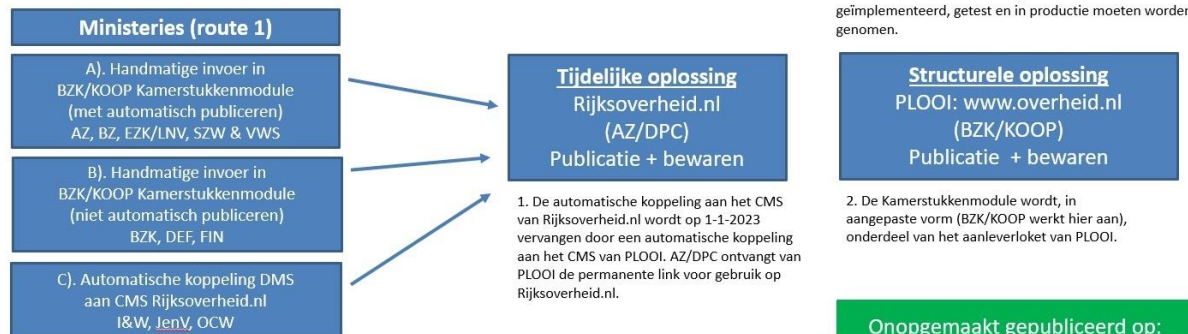 Ministeries (route 1)
A). Handmatige invoer in
BZK/KOOP Kamerstukkenmodule
(met automatisch publiceren)
AZ, BZ, EZK/LNV, SZW & VWS
B). Handmatige invoer in
BZK/KOOP Kamerstukkenmodule
(niet automatisch publiceren)
BZK, DEF, FIN
C). Automatische koppeling DMS
aan CMS Rijksoverheid.nl
I&W, JenV, OCW
Tijdelijke oplossing
Rijksoverheid.nl
(AZ/DPC)
Publicatie + bewaren
1. De automatische koppeling aan het CMS
van Rijksoverheid.nl wordt op 1-1-2023
vervangen door een automatische koppeling
aan het CMS van PLOOI. AZ/DPC ontvangt van
PLOOI de permanente link voor gebruik op
Rijksoverheid.nl.
geïmplementeerd, getest en in productie moeten worden
genomen.
Structurele oplossing
PLOOI: www.overheid.nl
(BZK/KOOP)
Publicatie + bewaren
2. De Kamerstukkenmodule wordt, in
aangepaste vorm (BZK/KOOP werkt hier aan),
onderdeel van het aanleverloket van PLOOI.
Onopgemaakt gepubliceerd op: